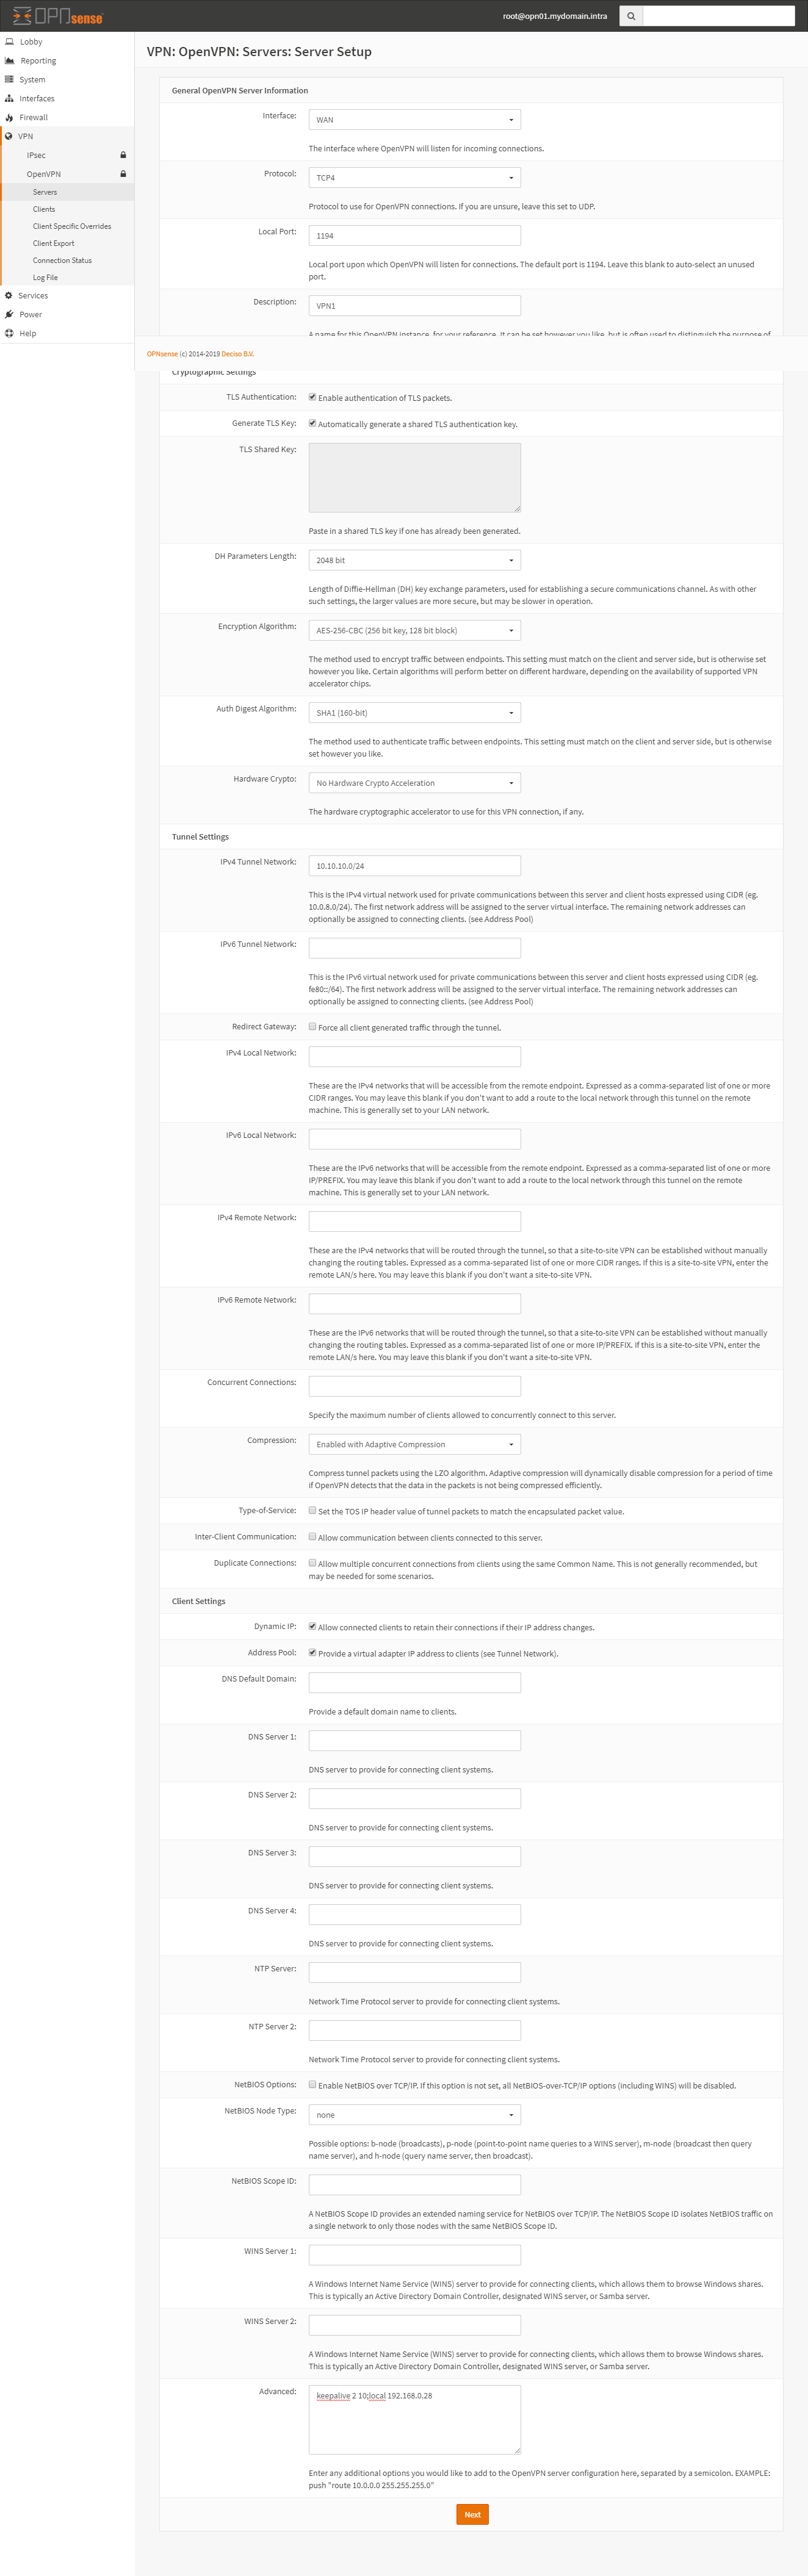 OPNsense
root@opn01.mydomain.intra
Lobby
Reporting
System
Interfaces
Firewall
VPN
IPsec
OpenVPN
Servers
Clients
Client Specific Overrides
Client Export
Connection Status
Log File
Services
Power
Help
VPN: OpenVPN: Servers: Server Setup
General OpenVPN Server Information
Interface:
WAN
The interface where OpenVPN will listen for incoming connections.
Protocol:
TCP4
Protocol to use for OpenVPN connections. If you are unsure, leave this set to UDP.
Local Port:
1194
Local port upon which OpenVPN will listen for connections. The default port is 1194. Leave this blank to auto-select an unused
port.
Description:
VPN1
A name for this OpenVPN instance, for your reference. It can be set however you like, but is often used to distinguish the purpose of
OPNsense (c) 2014-2019 Deciso B.V.
Cryptographic Settings
TLS Authentication:
Enable authentication of TLS packets.
Generate TLS Key:
Automatically generate a shared TLS authentication key.
TLS Shared Key:
Paste in a shared TLS key if one has already been generated.
DH Parameters Length:
2048 bit
Length of Diffie-Hellman (DH) key exchange parameters, used for establishing a secure communications channel. As with other
such settings, the larger values are more secure, but may be slower in operation.
Encryption Algorithm:
AES-256-CBC (256 bit key, 128 bit block)
The method used to encrypt traffic between endpoints. This setting must match on the client and server side, but is otherwise set
however you like. Certain algorithms will perform better on different hardware, depending on the availability of supported VPN
accelerator chips.
Auth Digest Algorithm:
SHA1 (160-bit)
The method used to authenticate traffic between endpoints. This setting must match on the client and server side, but is otherwise
set however you like.
Hardware Crypto:
No Hardware Crypto Acceleration
The hardware cryptographic accelerator to use for this VPN connection, if any.
Tunnel Settings
IPv4 Tunnel Network:
10.10.10.0/24
This is the IPv4 virtual network used for private communications between this server and client hosts expressed using CIDR (eg.
10.0.8.0/24). The first network address will be assigned to the server virtual interface. The remaining network addresses can
optionally be assigned to connecting clients. (see Address Pool)
IPv6 Tunnel Network:
This is the IPv6 virtual network used for private communications between this server and client hosts expressed using CIDR (eg.
fe80::/64). The first network address will be assigned to the server virtual interface. The remaining network addresses can
optionally be assigned to connecting clients. (see Address Pool)
Redirect Gateway:
Force all client generated traffic through the tunnel.
IPv4 Local Network:
These are the IPv4 networks that will be accessible from the remote endpoint. Expressed as a comma-separated list of one or more
CIDR ranges. You may leave this blank if you don't want to add a route to the local network through this tunnel on the remote
machine. This is generally set to your LAN network.
IPv6 Local Network:
These are the IPv6 networks that will be accessible from the remote endpoint. Expressed as a comma-separated list of one or more
IP/PREFIX. You may leave this blank if you don't want to add a route to the local network through this tunnel on the remote
machine. This is generally set to your LAN network.
IPv4 Remote Network:
These are the IPv4 networks that will be routed through the tunnel, so that a site-to-site VPN can be established without manually
changing the routing tables. Expressed as a comma-separated list of one or more CIDR ranges. If this is a site-to-site VPN, enter the
remote LAN/s here. You may leave this blank if you don't want a site-to-site VPN.
IPv6 Remote Network:
These are the IPv6 networks that will be routed through the tunnel, so that a site-to-site VPN can be established without manually
changing the routing tables. Expressed as a comma-separated list of one or more IP/PREFIX. If this is a site-to-site VPN, enter the
remote LAN/s here. You may leave this blank if you don't want a site-to-site VPN.
Concurrent Connections:
Specify the maximum number of clients allowed to concurrently connect to this server.
Compression:
Enabled with Adaptive Compression
Compress tunnel packets using the LZO algorithm. Adaptive compression will dynamically disable compression for a period of time
if OpenVPN detects that the data in the packets is not being compressed efficiently.
Type-of-Service:
Set the TOS IP header value of tunnel packets to match the encapsulated packet value.
Inter-Client Communication:
Allow communication between clients connected to this server.
Duplicate Connections:
Allow multiple concurrent connections from clients using the same Common Name. This is not generally recommended, but
may be needed for some scenarios.
Client Settings
Dynamic IP:
Allow connected clients to retain their connections if their IP address changes.
Address Pool:
Provide a virtual adapter IP address to clients (see Tunnel Network).
DNS Default Domain:
Provide a default domain name to clients.
DNS Server 1:
DNS server to provide for connecting client systems.
DNS Server 2:
DNS server to provide for connecting client systems.
DNS Server 3:
DNS server to provide for connecting client systems.
DNS Server 4:
DNS server to provide for connecting client systems.
NTP Server:
Network Time Protocol server to provide for connecting client systems.
NTP Server 2:
Network Time Protocol server to provide for connecting client systems.
NetBIOS Options:
Enable NetBIOS over TCP/IP. If this option is not set, all NetBIOS-over-TCP/IP options (including WINS) will be disabled.
NetBIOS Node Type:
none
Possible options: b-node (broadcasts), p-node (point-to-point name queries to a WINS server), m-node (broadcast then query
name server), and h-node (query name server, then broadcast).
NetBIOS Scope ID:
A NetBIOS Scope ID provides an extended naming service for NetBIOS over TCP/IP. The NetBIOS Scope ID isolates NetBIOS traffic on
a single network to only those nodes with the same NetBIOS Scope ID.
WINS Server 1:
A Windows Internet Name Service (WINS) server to provide for connecting clients, which allows them to browse Windows shares.
This is typically an Active Directory Domain Controller, designated WINS server, or Samba server.
WINS Server 2:
A Windows Internet Name Service (WINS) server to provide for connecting clients, which allows them to browse Windows shares.
This is typically an Active Directory Domain Controller, designated WINS server, or Samba server.
Advanced:
keepalive 2 10;local 192.168.0.28
Enter any additional options you would like to add to the OpenVPN server configuration here, separated by a semicolon. EXAMPLE:
push "route 10.0.0.0 255.255.255.0"
Next